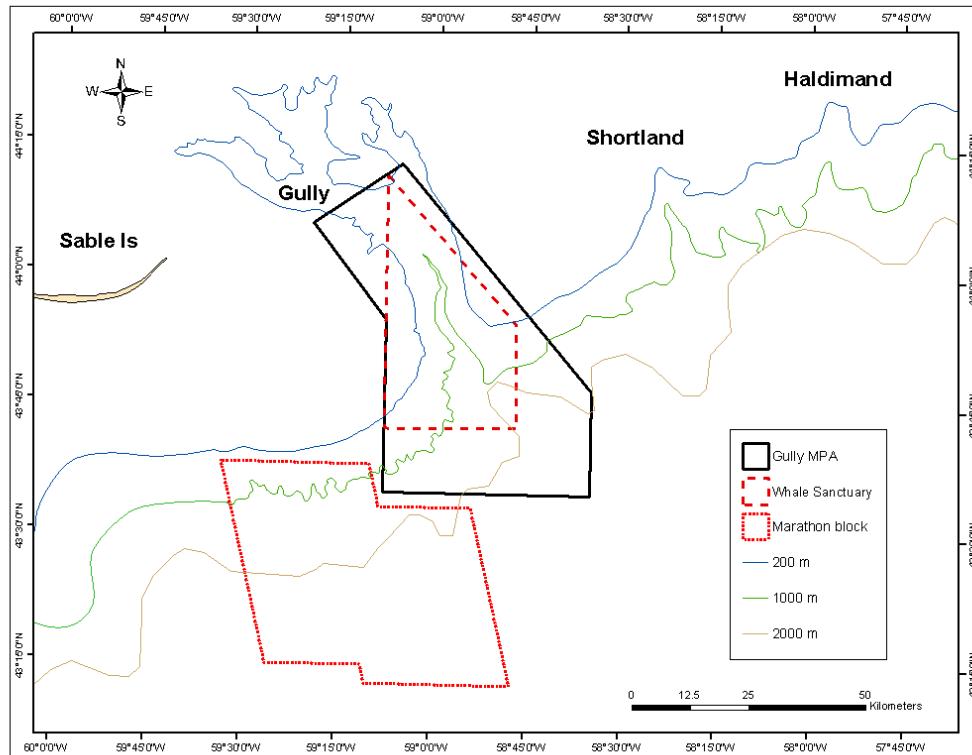 60°0'0"W 59°45'0"W 59°30'0"W 59°15'0"W 59°0'0"W 58°45'0"W 58°30'0"W 58°15'0"W 58°0'0"W 57°45'0"W
N
W E
S
Haldimand
Shortland
44°15'0"N
Gully
Sable Is
44°0'0"N
43°45'0"N
Gully MPA
Whale Sanctuary
Marathon block
43°30'0"N
200 m
1000 m
2000 m
43°15'0"N
0 12.5 25 50
Kilometers
60°0'0"W 59°45'0"W 59°30'0"W 59°15'0"W 59°0'0"W 58°45'0"W 58°30'0"W 58°15'0"W 58°0'0"W 57°45'0"W